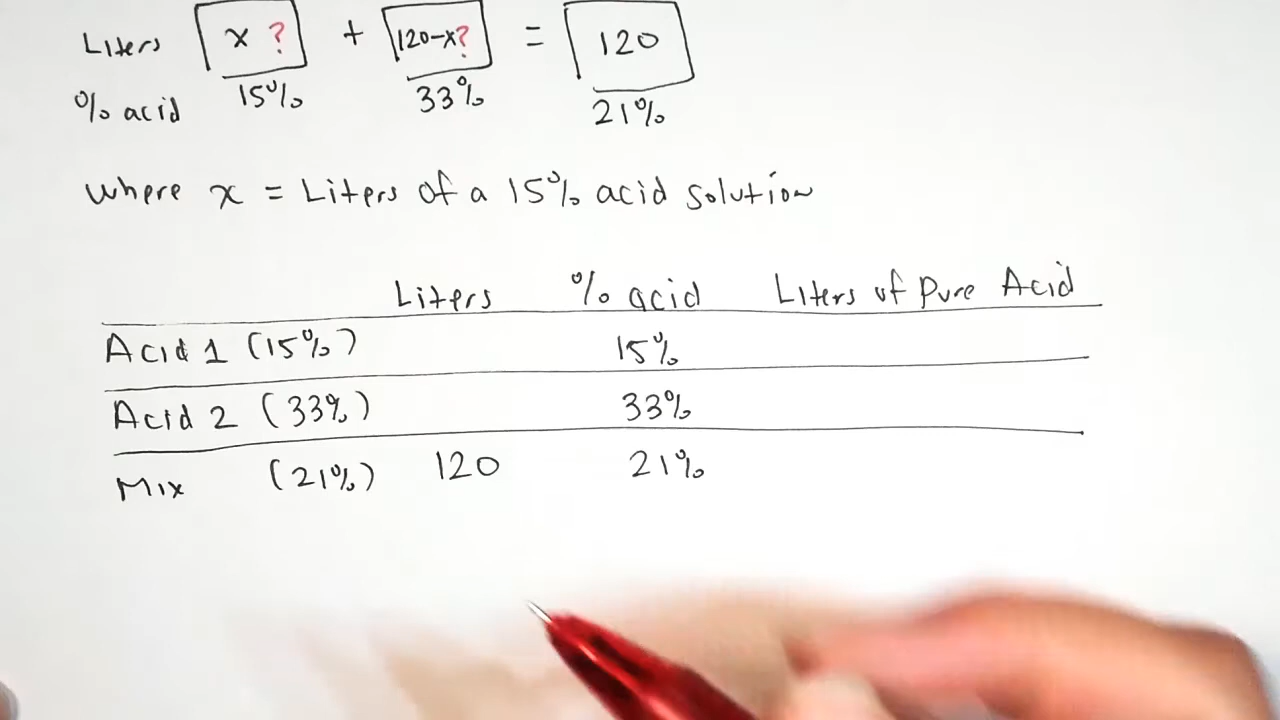 Liters x ? + 120-x? = 120
% acid 15% 33% 21%
where x = Liters of a 15% acid solution
Liters % acid Liters of Pure Acid
Acid 1 (15%) 15%
Acid 2 (33%) 33%
Mix (21%) 120 21%